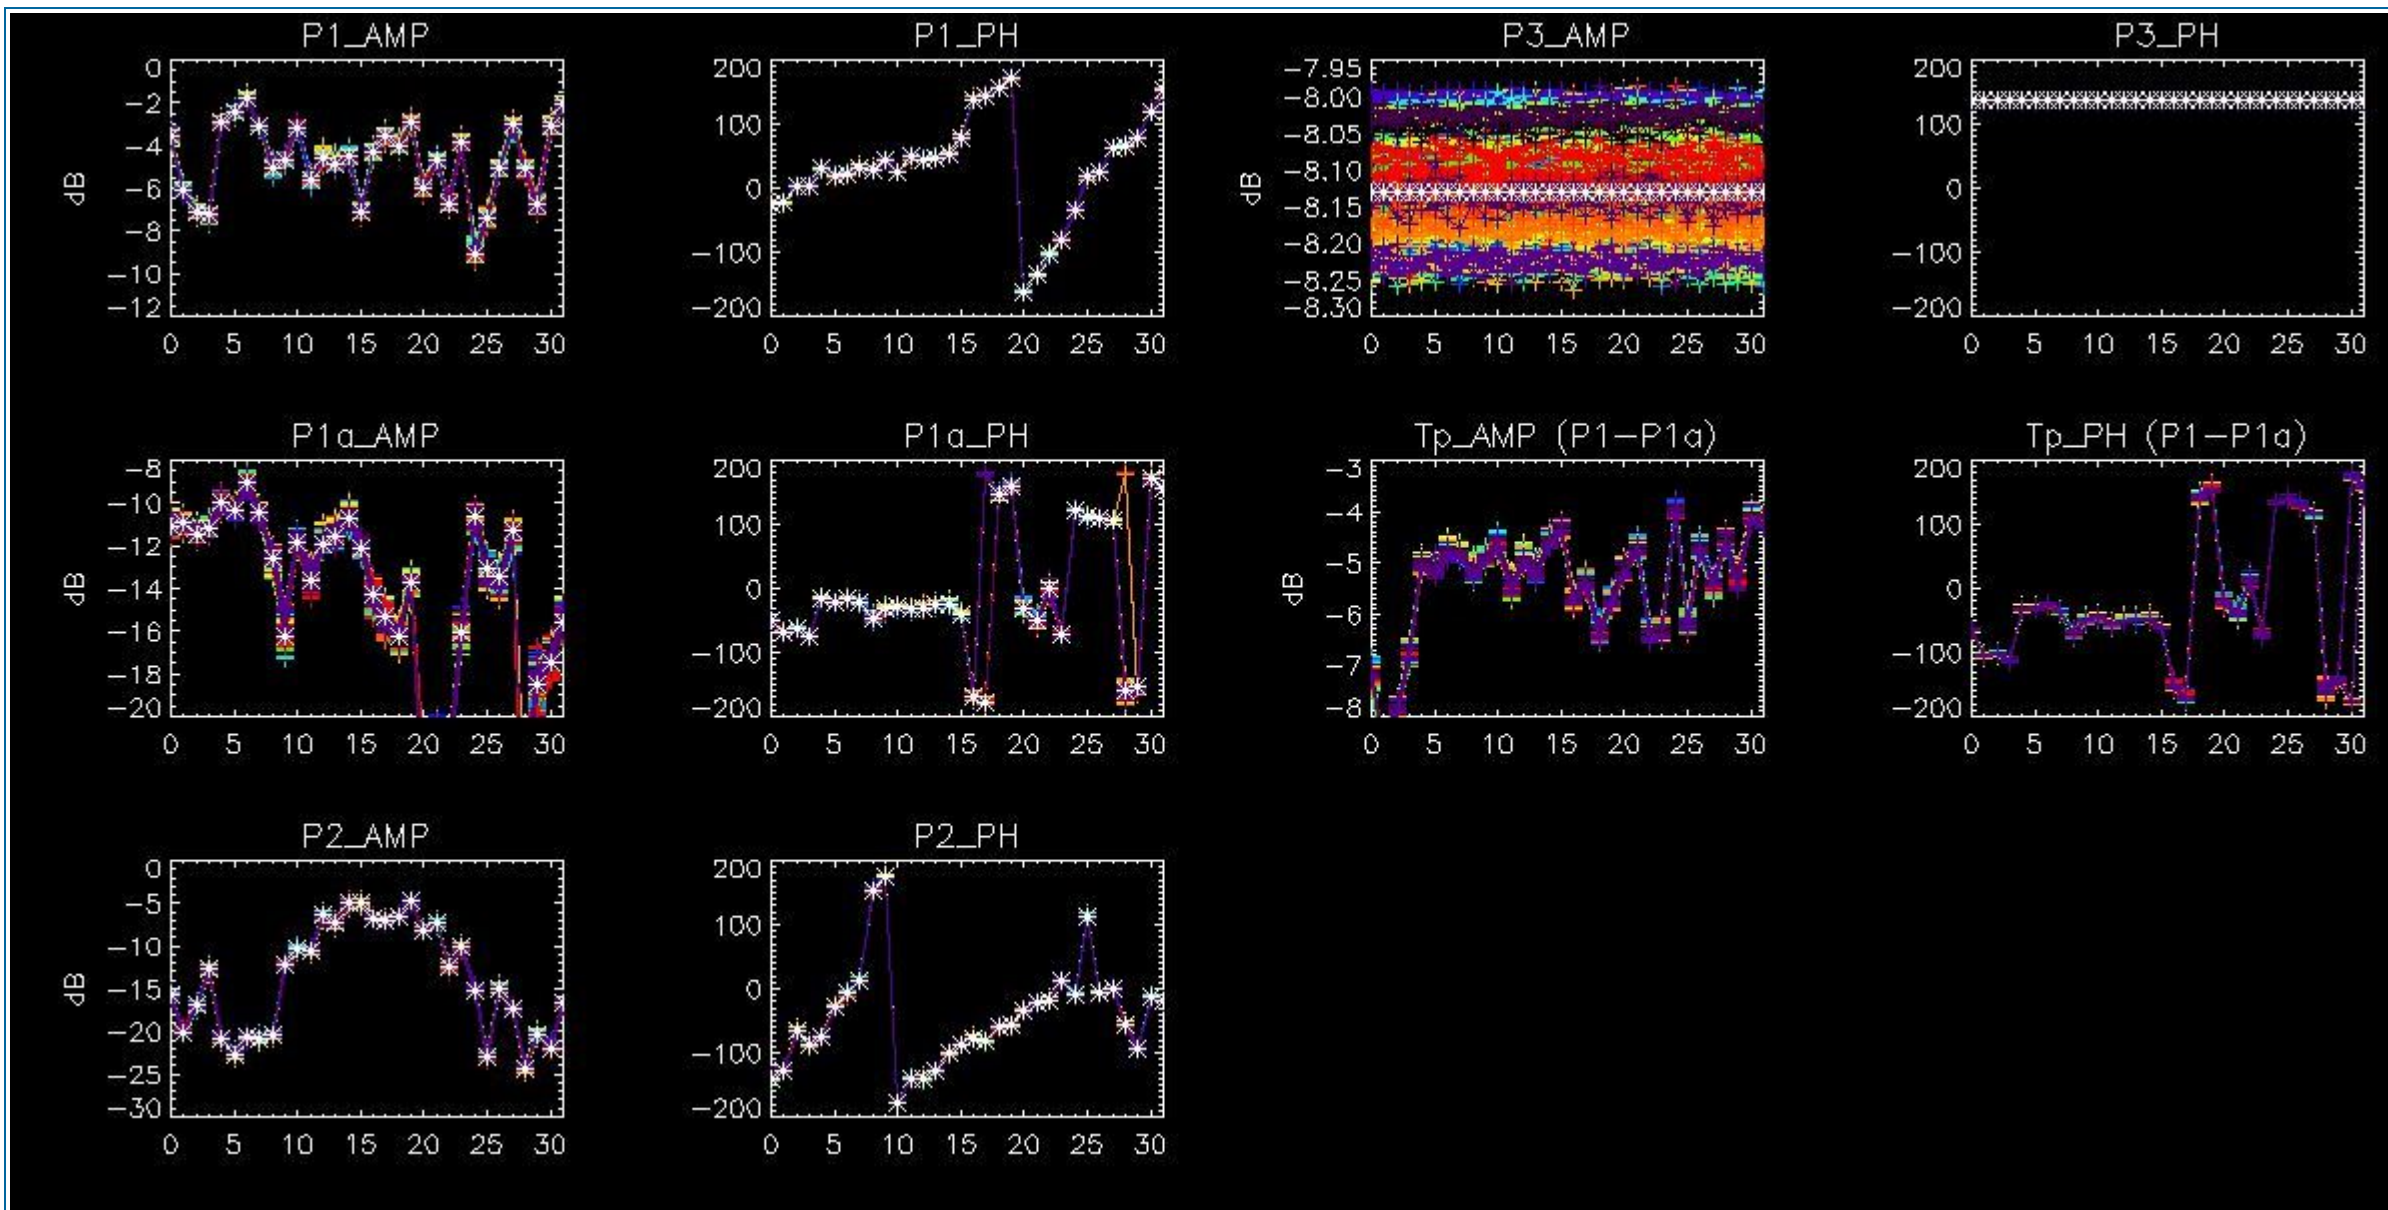 P1_AMP
0
−2
−4
−6
−8
−10
−12
dB
0 5 10 15 20 25 30
P1_PH
200
100
0
−100
−200
0 5 10 15 20 25 30
P3_AMP
−7.95
−8.00
−8.05
−8.10
−8.15
−8.20
−8.25
−8.30
dB
0 5 10 15 20 25 30
P3_PH
200
100
0
−100
−200
0 5 10 15 20 25 30
P1a_AMP
−8
−10
−12
−14
−16
−18
−20
dB
0 5 10 15 20 25 30
P1a_PH
200
100
0
−100
−200
0 5 10 15 20 25 30
Tp_AMP (P1−P1a)
−3
−4
−5
−6
−7
−8
dB
0 5 10 15 20 25 30
Tp_PH (P1−P1a)
200
100
0
−100
−200
0 5 10 15 20 25 30
P2_AMP
0
−5
−10
−15
−20
−25
−30
dB
0 5 10 15 20 25 30
P2_PH
200
100
0
−100
−200
0 5 10 15 20 25 30